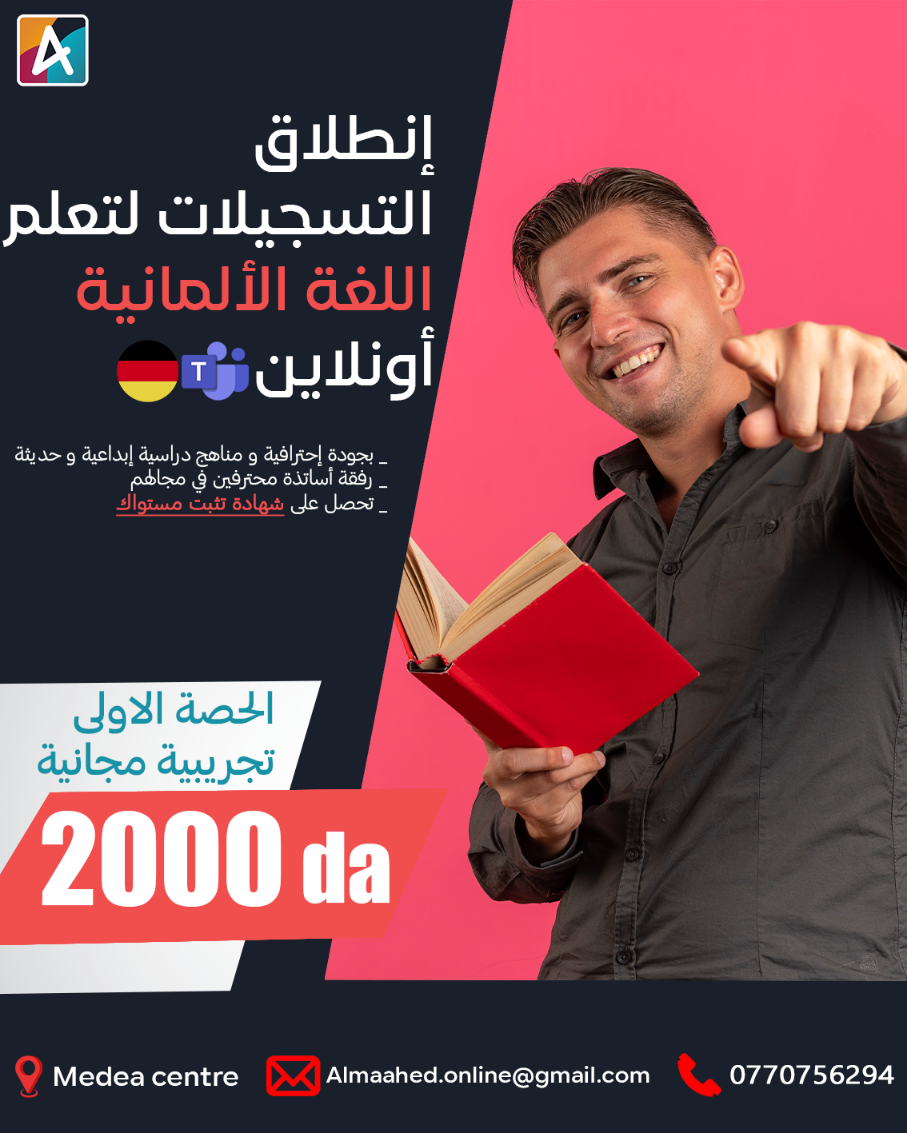 إنطلاق
التسجيلات لتعلم
اللغة الألمانية
أونلاين
T
_ بجودة إحترافية و مناهج دراسية إبداعية و حديثة
_ رفقة أساتذة محترفين في مجالهم
_ تحصل على شهادة تثبت مستواك
الحصة الاولى
تجريبية مجانية
2000 da
Medea centre
Almaahed.online@gmail.com
0770756294